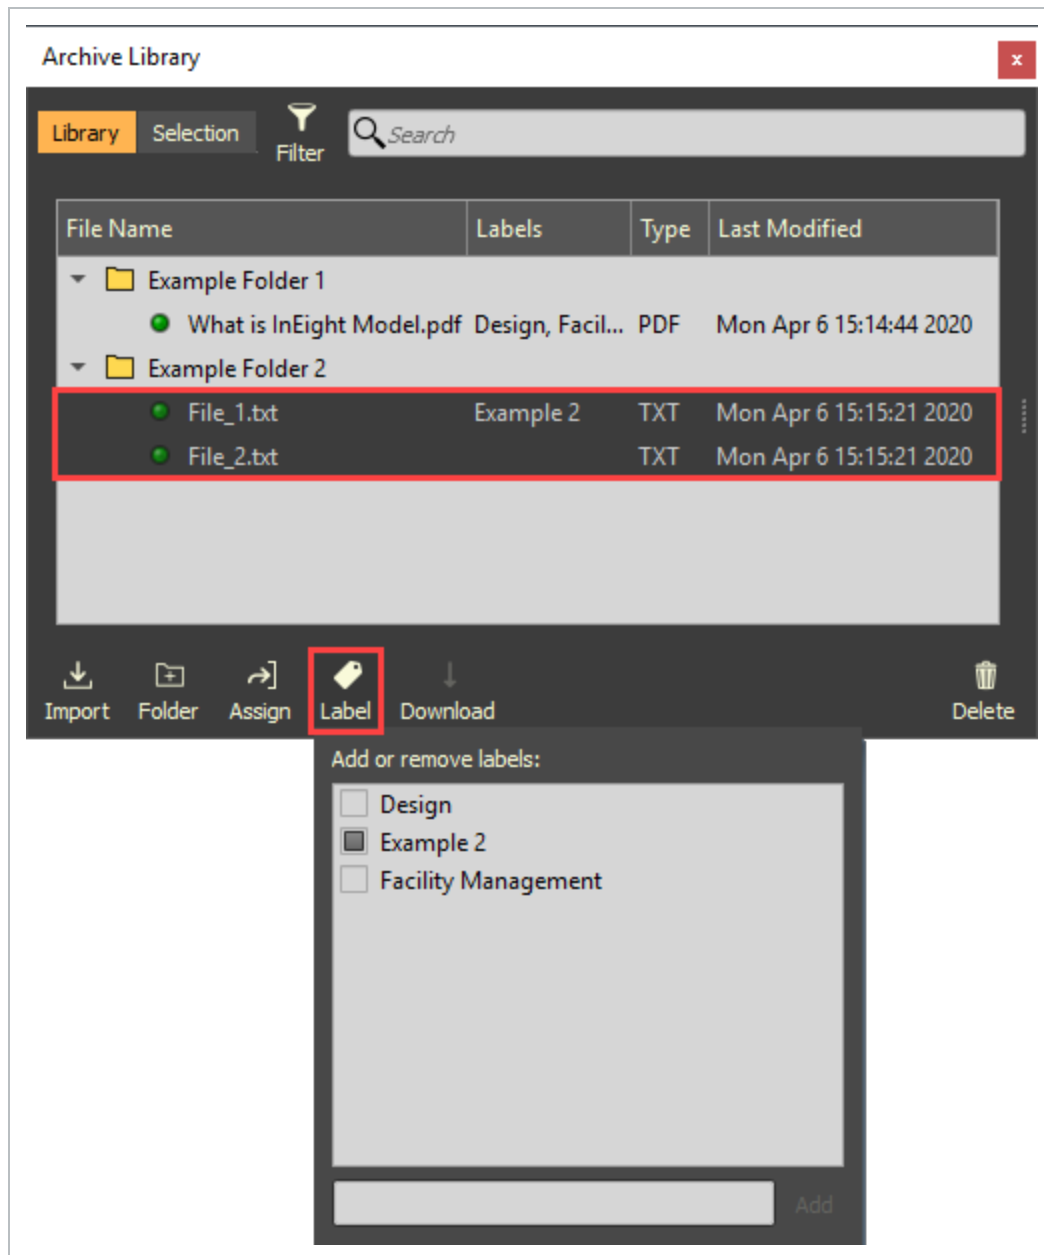 Archive Library
x
Library Selection Filter Search
File Name Labels Type Last Modified
Example Folder 1
What is InEight Model.pdf Design, Facil... PDF Mon Apr 6 15:14:44 2020
Example Folder 2
File_1.txt Example 2 TXT Mon Apr 6 15:15:21 2020
File_2.txt TXT Mon Apr 6 15:15:21 2020
Import Folder Assign Label Download Delete
Add or remove labels:
Design
Example 2
Facility Management
Add